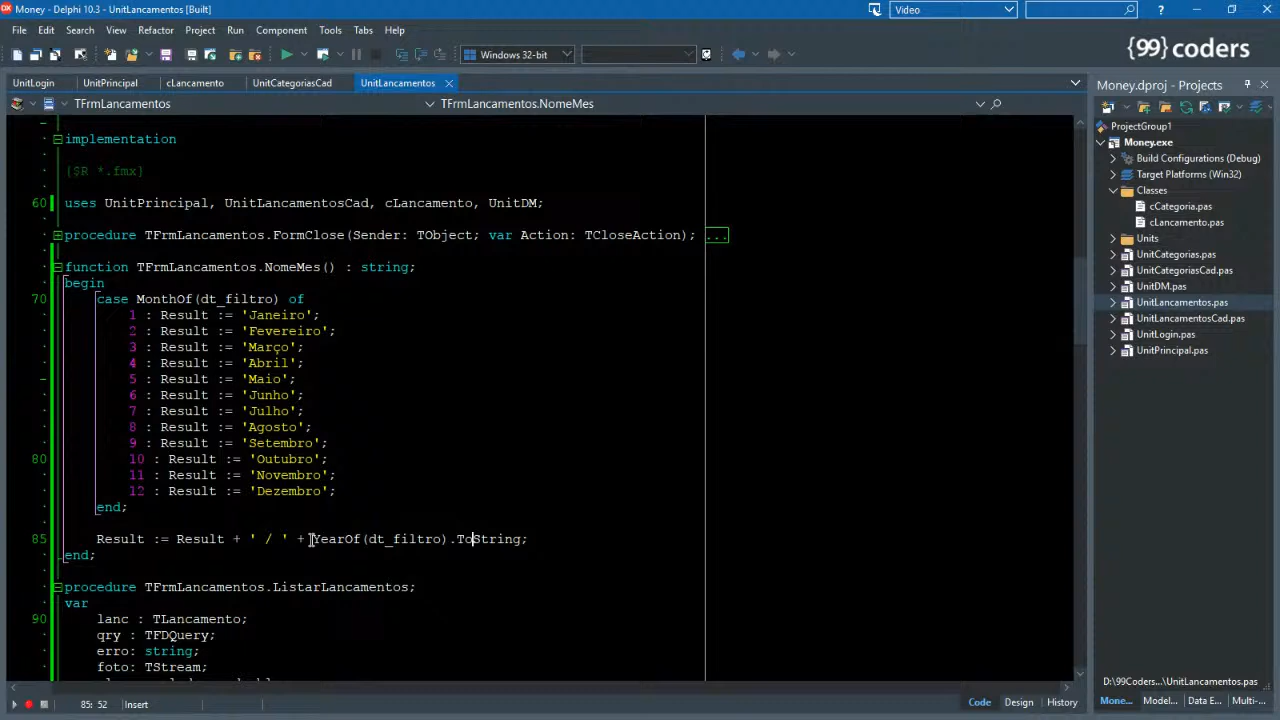 Money - Delphi 10.3 - UnitLancamentos [Built]
Video
File Edit Search View Refactor Project Run Component Tools Tabs Help
Windows 32-bit
{99} coders
UnitLogin UnitPrincipal cLancamento UnitCategoriasCad UnitLancamentos
Money.dproj - Projects
TFrmLancamentos TFrmLancamentos.NomeMes
implementation
{$R *.fmx}
60 uses UnitPrincipal, UnitLancamentosCad, cLancamento, UnitDM;
procedure TFrmLancamentos.FormClose(Sender: TObject; var Action: TCloseAction); ...
function TFrmLancamentos.NomeMes() : string;
begin
70 case MonthOf(dt_filtro) of
1 : Result := 'Janeiro';
2 : Result := 'Fevereiro';
3 : Result := 'Março';
4 : Result := 'Abril';
5 : Result := 'Maio';
6 : Result := 'Junho';
7 : Result := 'Julho';
8 : Result := 'Agosto';
9 : Result := 'Setembro';
80 10 : Result := 'Outubro';
11 : Result := 'Novembro';
12 : Result := 'Dezembro';
end;
85 Result := Result + ' / ' + YearOf(dt_filtro).ToString;
end;
procedure TFrmLancamentos.ListarLancamentos;
var
90 lanc : TLancamento;
qry : TFDQuery;
erro: string;
foto: TStream;
ProjectGroup1
Money.exe
Build Configurations (Debug)
Target Platforms (Win32)
Classes
cCategoria.pas
cLancamento.pas
Units
UnitCategorias.pas
UnitCategoriasCad.pas
UnitDM.pas
UnitLancamentos.pas
UnitLancamentosCad.pas
UnitLogin.pas
UnitPrincipal.pas
D:\99Coders...\UnitLancamentos.pas
85: 52 Insert
Code Design History
Mone... Model... Data E... Multi-...